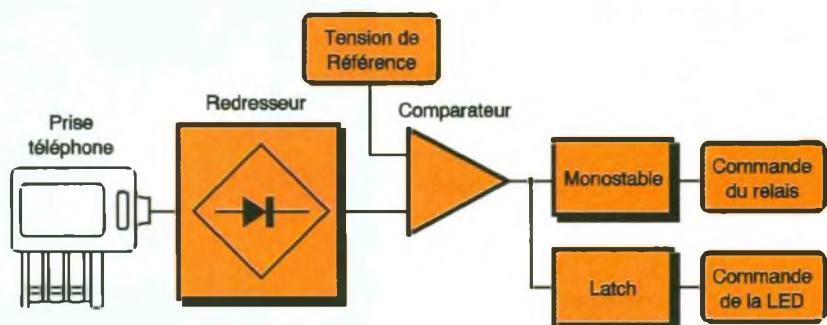 Tension de
Référence
Redresseur
Comparateur
Prise
téléphone
Monostable
Commande
du relais
Latch
Commande
de la LED